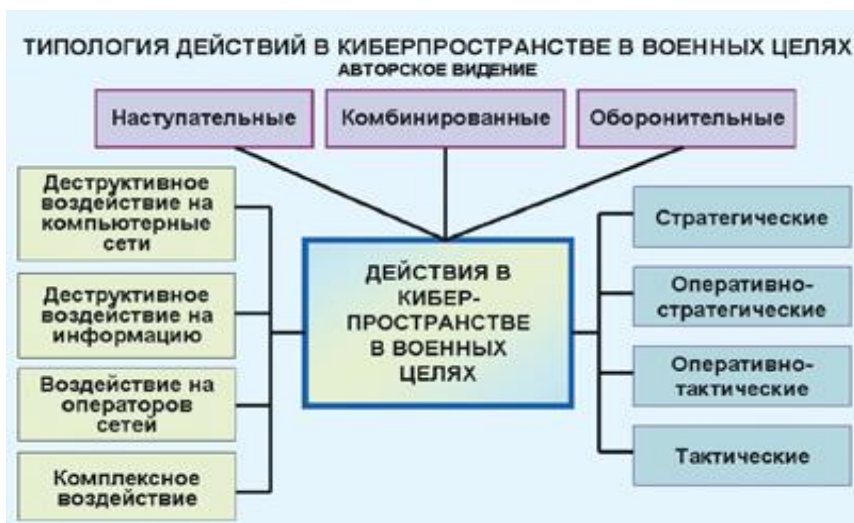 ТИПОЛОГИЯ ДЕЙСТВИЙ В КИБЕРПРОСТРАНСТВЕ В ВОЕННЫХ ЦЕЛЯХ
АВТОРСКОЕ ВИДЕНИЕ
Наступательные
Комбинированные
Оборонительные
Деструктивное
воздействие на
компьютерные
сети
Деструктивное
воздействие на
информацию
Воздействие на
операторов
сетей
Комплексное
воздействие
ДЕЙСТВИЯ В
КИБЕР-
ПРОСТРАНСТВЕ
В ВОЕННЫХ
ЦЕЛЯХ
Стратегические
Оперативно-
стратегические
Оперативно-
тактические
Тактические